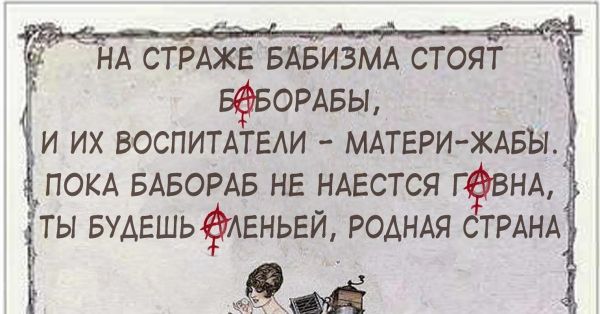 НА СТРАЖЕ БАБИЗМА СТОЯТ
БАБОРАБЫ,
И ИХ ВОСПИТАТЕЛИ - МАТЕРИ-ЖАБЫ.
ПОКА БАБОРАБ НЕ НАЕСТСЯ ГАВНА,
ТЫ БУДЕШЬ АЛЕНЬЕЙ, РОДНАЯ СТРАНА